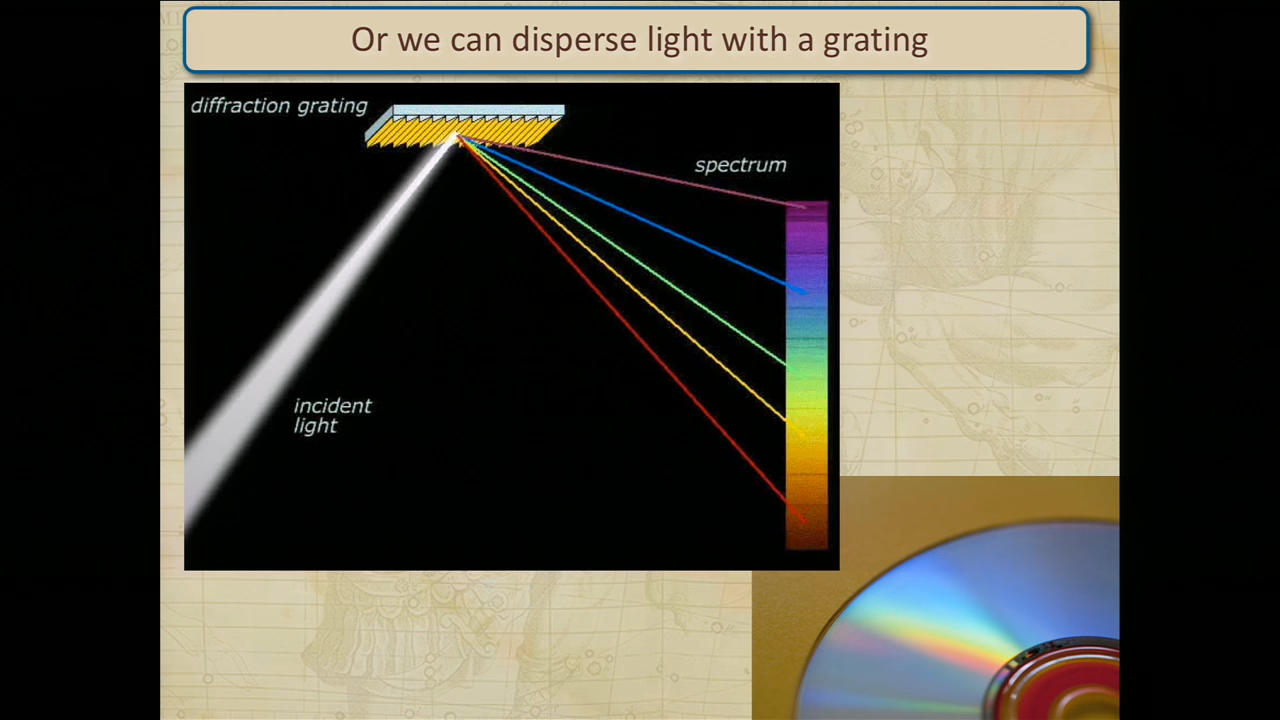 Or we can disperse light with a grating
diffraction grating
spectrum
incident
light